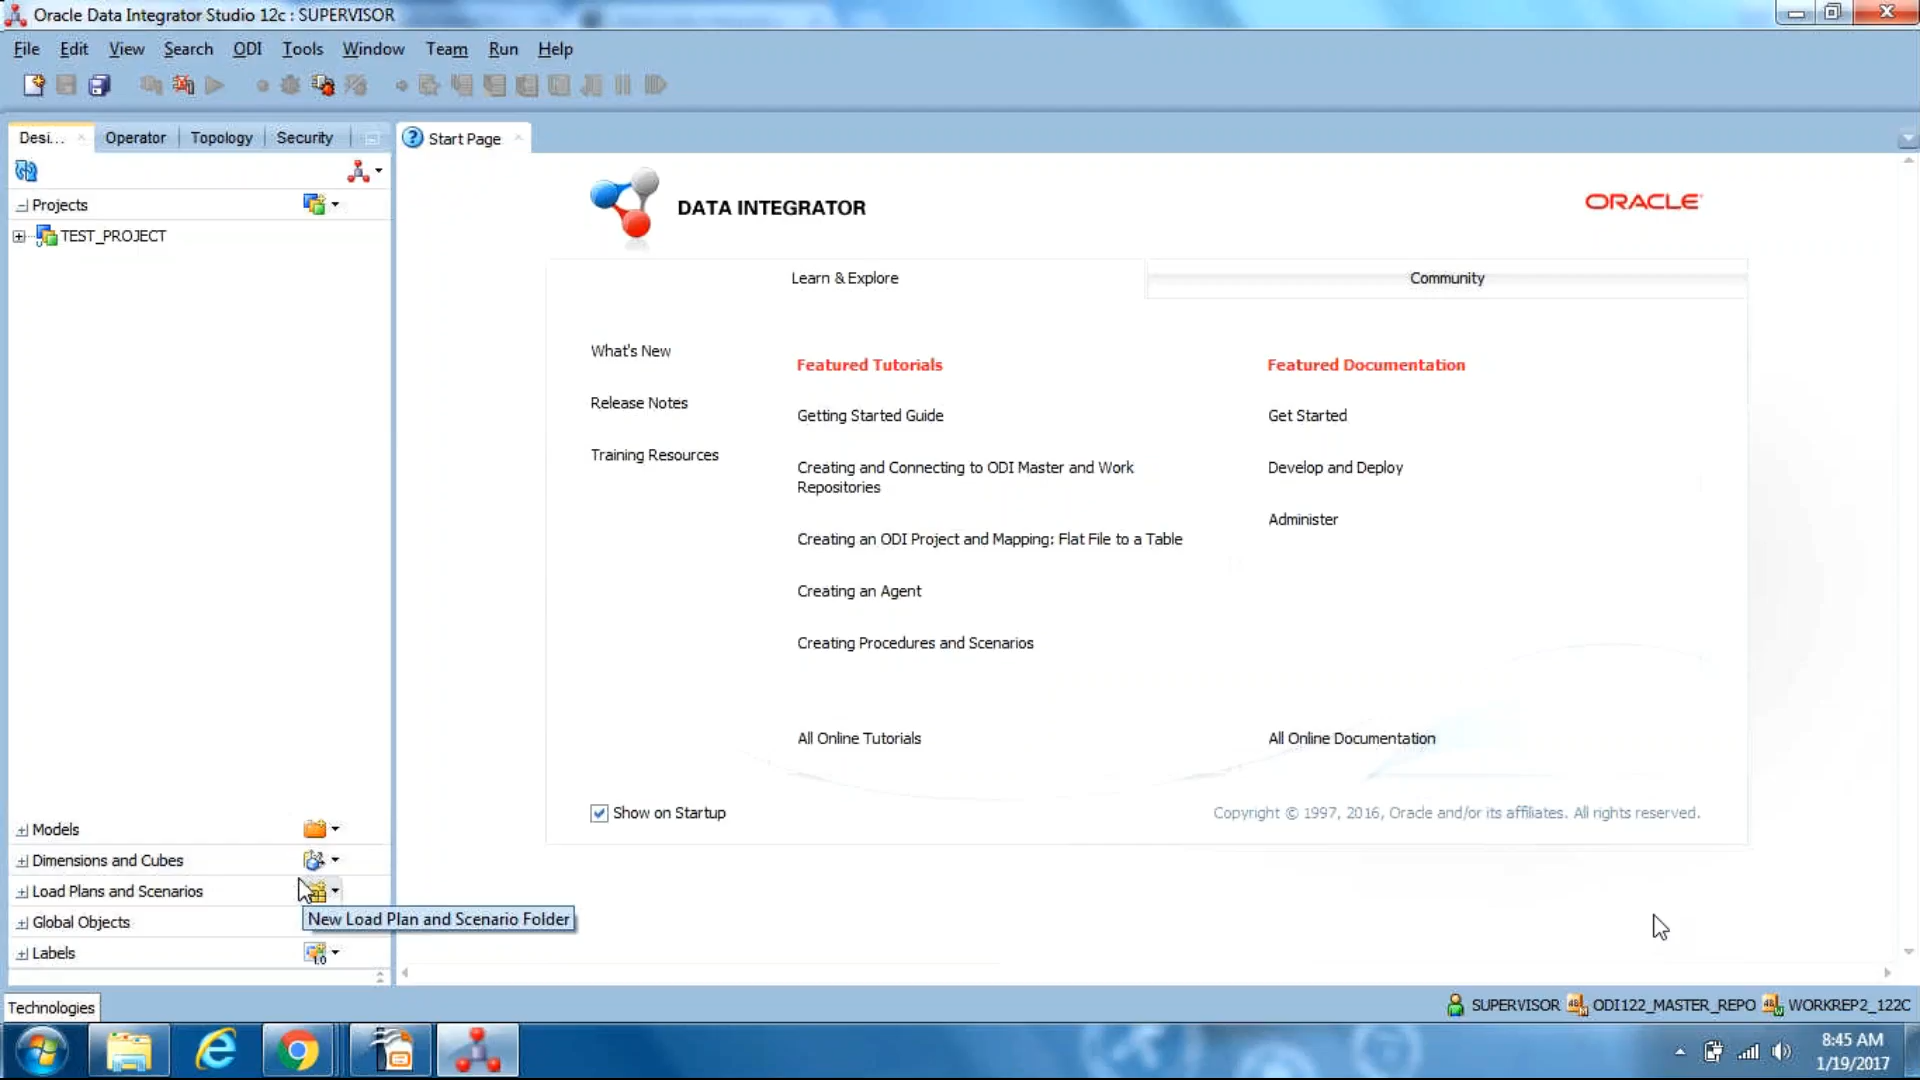 Oracle Data Integrator Studio 12c : SUPERVISOR
File Edit View Search ODI Tools Window Team Run Help
Desi... Operator Topology Security Start Page
Projects
TEST_PROJECT
DATA INTEGRATOR
ORACLE
Learn & Explore Community
What's New
Release Notes
Training Resources
Featured Tutorials
Getting Started Guide
Creating and Connecting to ODI Master and Work
Repositories
Creating an ODI Project and Mapping: Flat File to a Table
Creating an Agent
Creating Procedures and Scenarios
All Online Tutorials
Featured Documentation
Get Started
Develop and Deploy
Administer
All Online Documentation
Show on Startup
Copyright © 1997, 2016, Oracle and/or its affiliates. All rights reserved.
Models
Dimensions and Cubes
Load Plans and Scenarios
New Load Plan and Scenario Folder
Global Objects
Labels
1.0
Technologies
SUPERVISOR ODI122_MASTER_REPO WORKREP2_122C
8:45 AM
1/19/2017